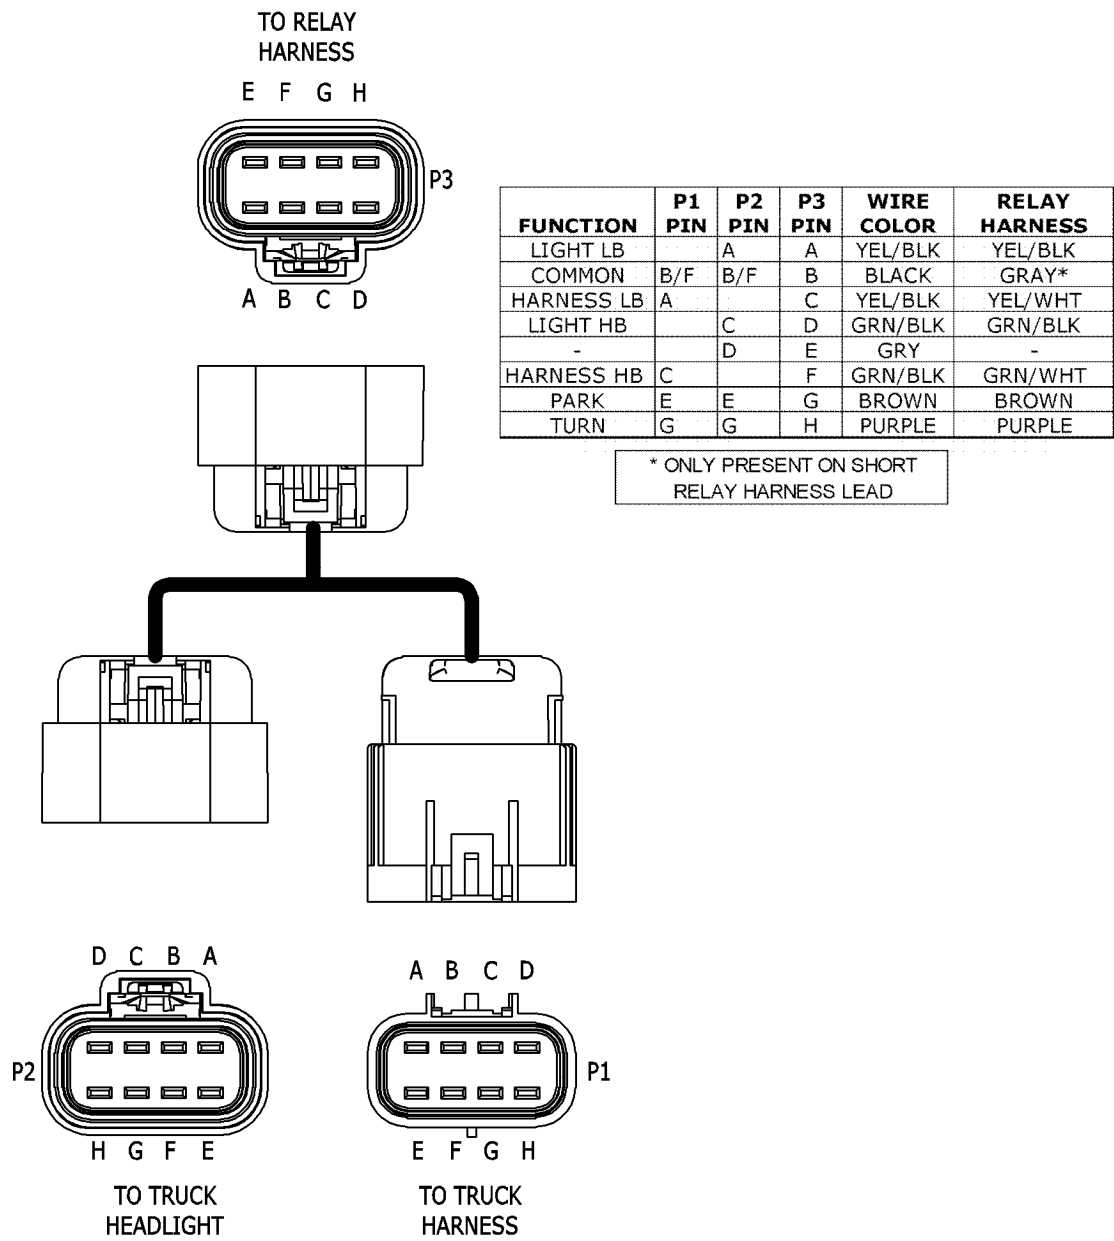 TO RELAY
HARNESS
E F G H
P3
A B C D
FUNCTION P1 PIN P2 PIN P3 PIN WIRE COLOR RELAY HARNESS
LIGHT LB A A YEL/BLK YEL/BLK
COMMON B/F B/F B BLACK GRAY*
HARNESS LB A C YEL/BLK YEL/WHT
LIGHT HB C D GRN/BLK GRN/BLK
- D E GRY -
HARNESS HB C F GRN/BLK GRN/WHT
PARK E E G BROWN BROWN
TURN G G H PURPLE PURPLE
* ONLY PRESENT ON SHORT
RELAY HARNESS LEAD
D C B A
P2
H G F E
TO TRUCK
HEADLIGHT
A B C D
P1
E F G H
TO TRUCK
HARNESS